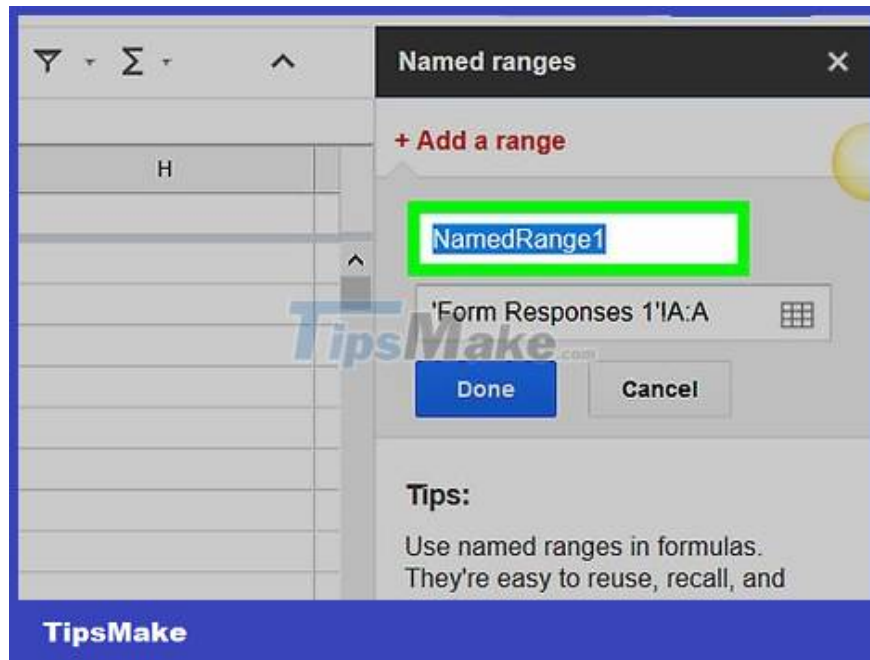 Σ
Named ranges ×
+ Add a range
H
NamedRange1
'Form Responses 1'!A:A
TipsMake.com
Done Cancel
Tips:
Use named ranges in formulas.
They're easy to reuse, recall, and
TipsMake